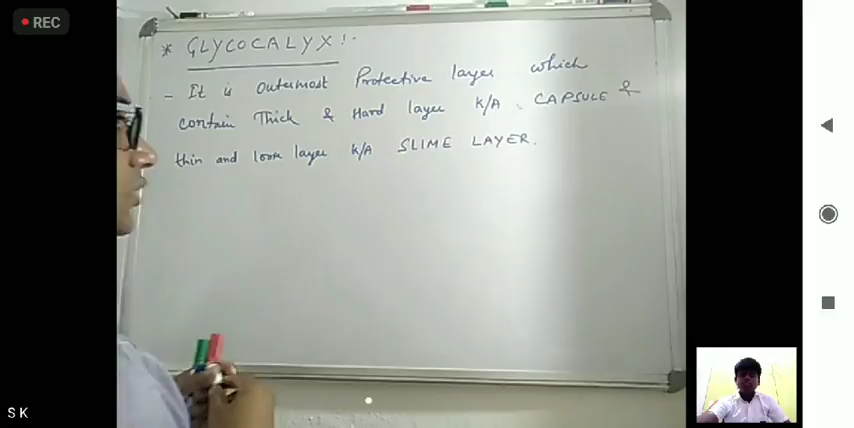 REC
* GLYCOCALYX :-
- It is Outermost Protective layer which
contain Thick & Hard layer K/A CAPSULE &
thin and loose layer K/A SLIME LAYER.
S K